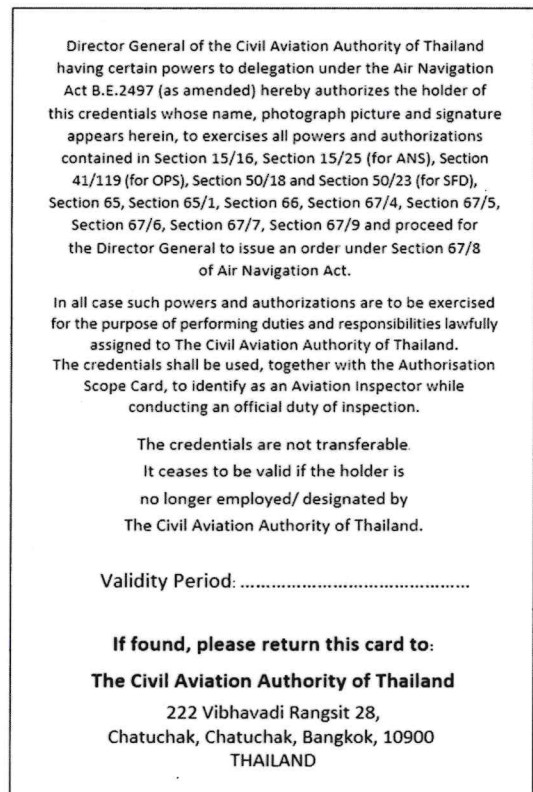 Director General of the Civil Aviation Authority of Thailand
having certain powers to delegation under the Air Navigation
Act B.E.2497 (as amended) hereby authorizes the holder of
this credentials whose name, photograph picture and signature
appears herein, to exercises all powers and authorizations
contained in Section 15/16, Section 15/25 (for ANS), Section
41/119 (for OPS), Section 50/18 and Section 50/23 (for SFD),
Section 65, Section 65/1, Section 66, Section 67/4, Section 67/5,
Section 67/6, Section 67/7, Section 67/9 and proceed for
the Director General to issue an order under Section 67/8
of Air Navigation Act.
In all case such powers and authorizations are to be exercised
for the purpose of performing duties and responsibilities lawfully
assigned to The Civil Aviation Authority of Thailand.
The credentials shall be used, together with the Authorisation
Scope Card, to identify as an Aviation Inspector while
conducting an official duty of inspection.
The credentials are not transferable.
It ceases to be valid if the holder is
no longer employed/ designated by
The Civil Aviation Authority of Thailand.
Validity Period: ................................................
If found, please return this card to:
The Civil Aviation Authority of Thailand
222 Vibhavadi Rangsit 28,
Chatuchak, Chatuchak, Bangkok, 10900
THAILAND